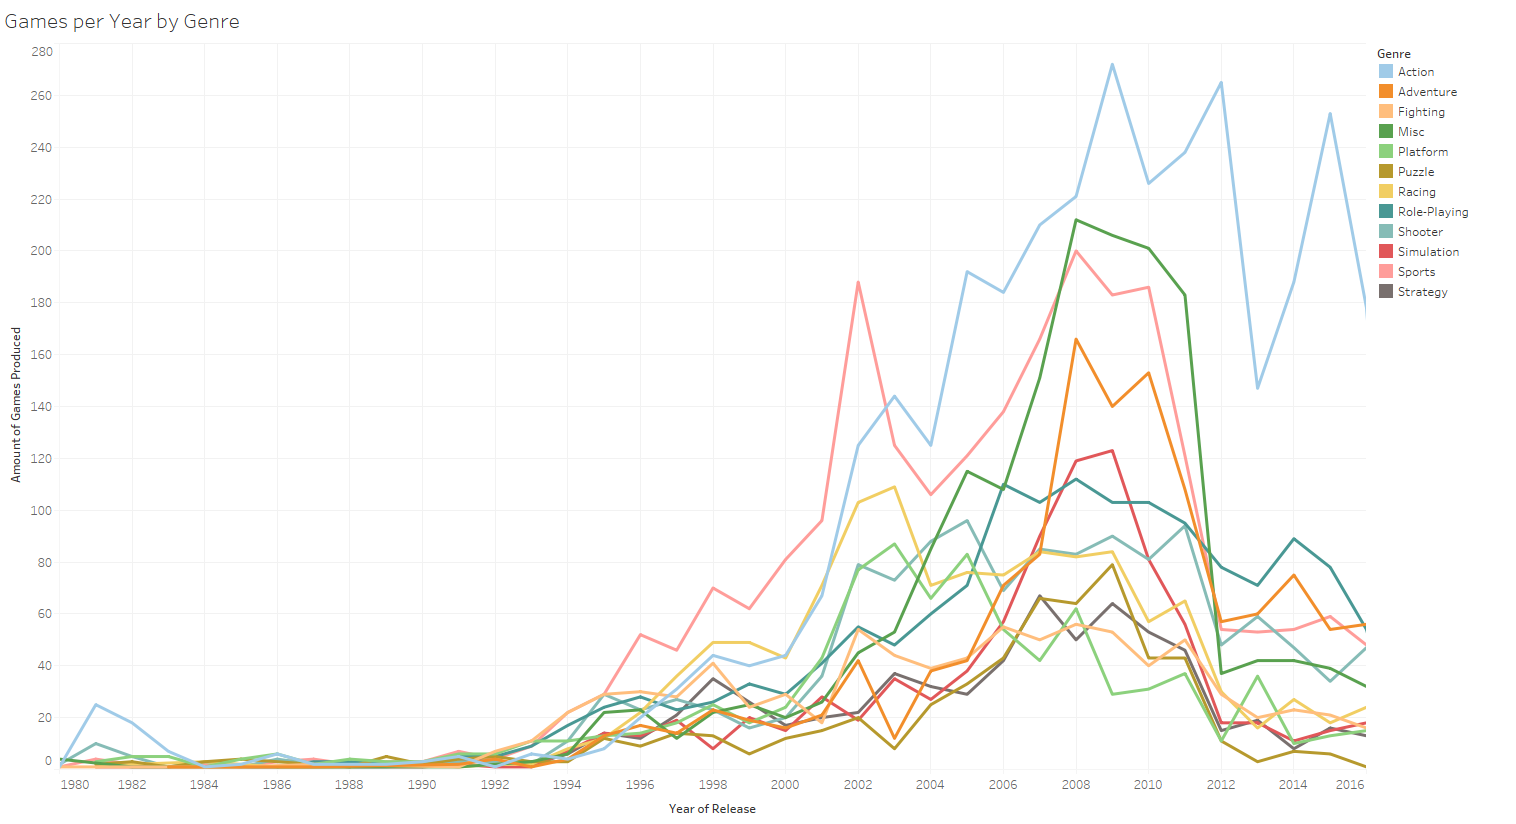 Games per Year by Genre
280
260
240
220
200
180
160
140
120
100
80
60
40
20
0
Amount of Games Produced
1980 1982 1984 1986 1988 1990 1992 1994 1996 1998 2000 2002 2004 2006 2008 2010 2012 2014 2016
Year of Release
Genre
Action
Adventure
Fighting
Misc
Platform
Puzzle
Racing
Role-Playing
Shooter
Simulation
Sports
Strategy